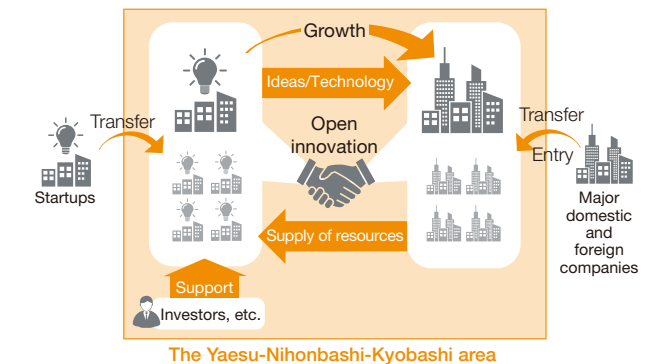 Growth
Ideas/Technology
Transfer
Startups
Open
innovation
Transfer
Entry
Major
domestic
and
foreign
companies
Supply of resources
Support
Investors, etc.
The Yaesu-Nihonbashi-Kyobashi area